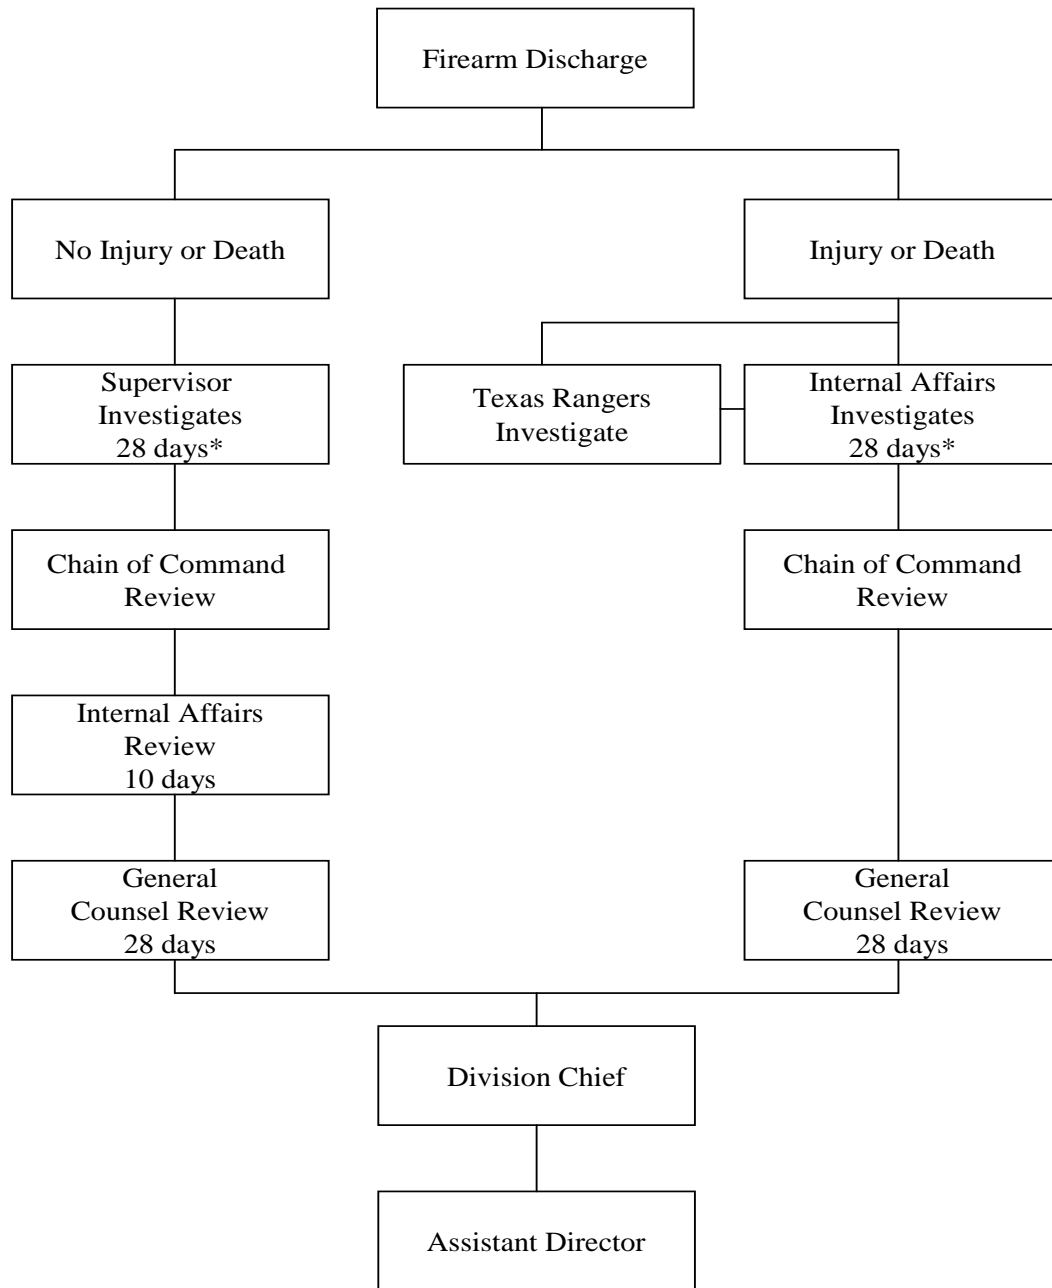 Firearm Discharge
No Injury or Death
Injury or Death
Supervisor
Investigates
28 days*
Texas Rangers
Investigate
Internal Affairs
Investigates
28 days*
Chain of Command
Review
Chain of Command
Review
Internal Affairs
Review
10 days
General
Counsel Review
28 days
General
Counsel Review
28 days
Division Chief
Assistant Director